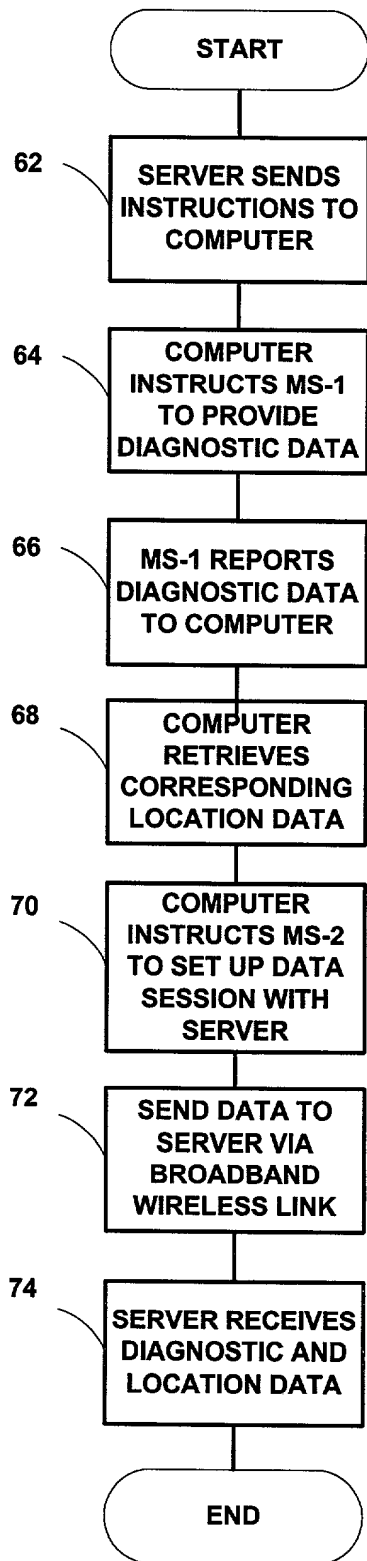 START
62
SERVER SENDS
INSTRUCTIONS TO
COMPUTER
64
COMPUTER
INSTRUCTS MS-1
TO PROVIDE
DIAGNOSTIC DATA
66
MS-1 REPORTS
DIAGNOSTIC DATA
TO COMPUTER
68
COMPUTER
RETRIEVES
CORRESPONDING
LOCATION DATA
70
COMPUTER
INSTRUCTS MS-2
TO SET UP DATA
SESSION WITH
SERVER
72
SEND DATA TO
SERVER VIA
BROADBAND
WIRELESS LINK
74
SERVER RECEIVES
DIAGNOSTIC AND
LOCATION DATA
END